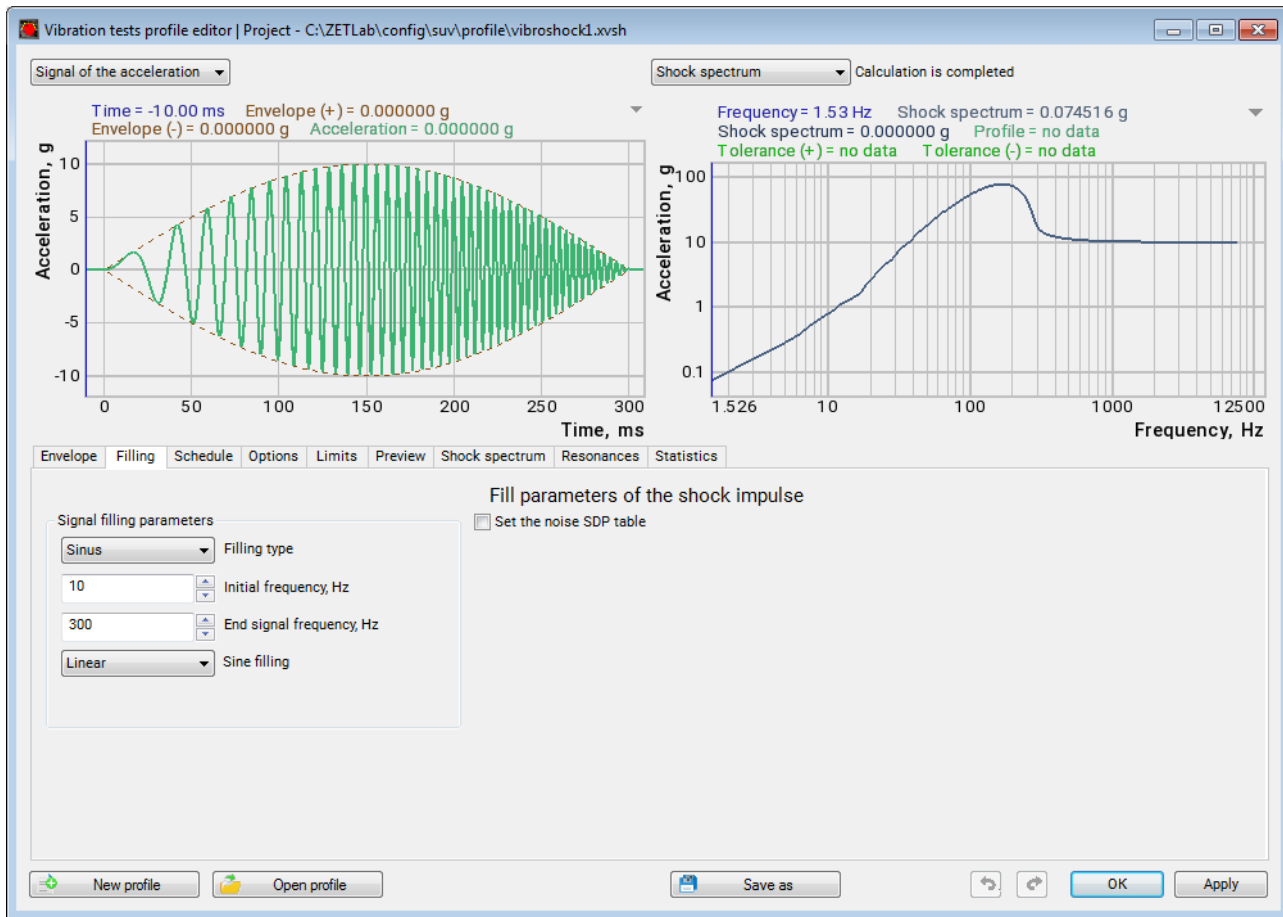 Vibration tests profile editor | Project - C:\ZETLab\config\suv\profile\vibroshock1.xvsh
Signal of the acceleration
Time = -10.00 ms Envelope (+) = 0.000000 g
Envelope (-) = 0.000000 g Acceleration = 0.000000 g
Acceleration, g
10
5
0
-5
-10
0 50 100 150 200 250 300
Time, ms
Shock spectrum Calculation is completed
Frequency = 1.53 Hz Shock spectrum = 0.074516 g
Shock spectrum = 0.000000 g Profile = no data
Tolerance (+) = no data Tolerance (-) = no data
Acceleration, g
100
10
1
0.1
1.526 10 100 1000 12500
Frequency, Hz
Envelope Filling Schedule Options Limits Preview Shock spectrum Resonances Statistics
Fill parameters of the shock impulse
Signal filling parameters
Set the noise SDP table
Sinus Filling type
10 Initial frequency, Hz
300 End signal frequency, Hz
Linear Sine filling
New profile Open profile Save as OK Apply